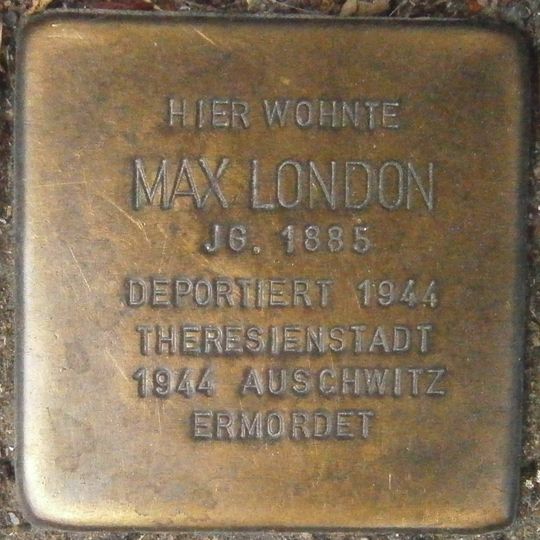 HIER WOHNTE
MAX LONDON
JG. 1885
DEPORTIERT 1944
THERESIENSTADT
1944 AUSCHWITZ
ERMORDET